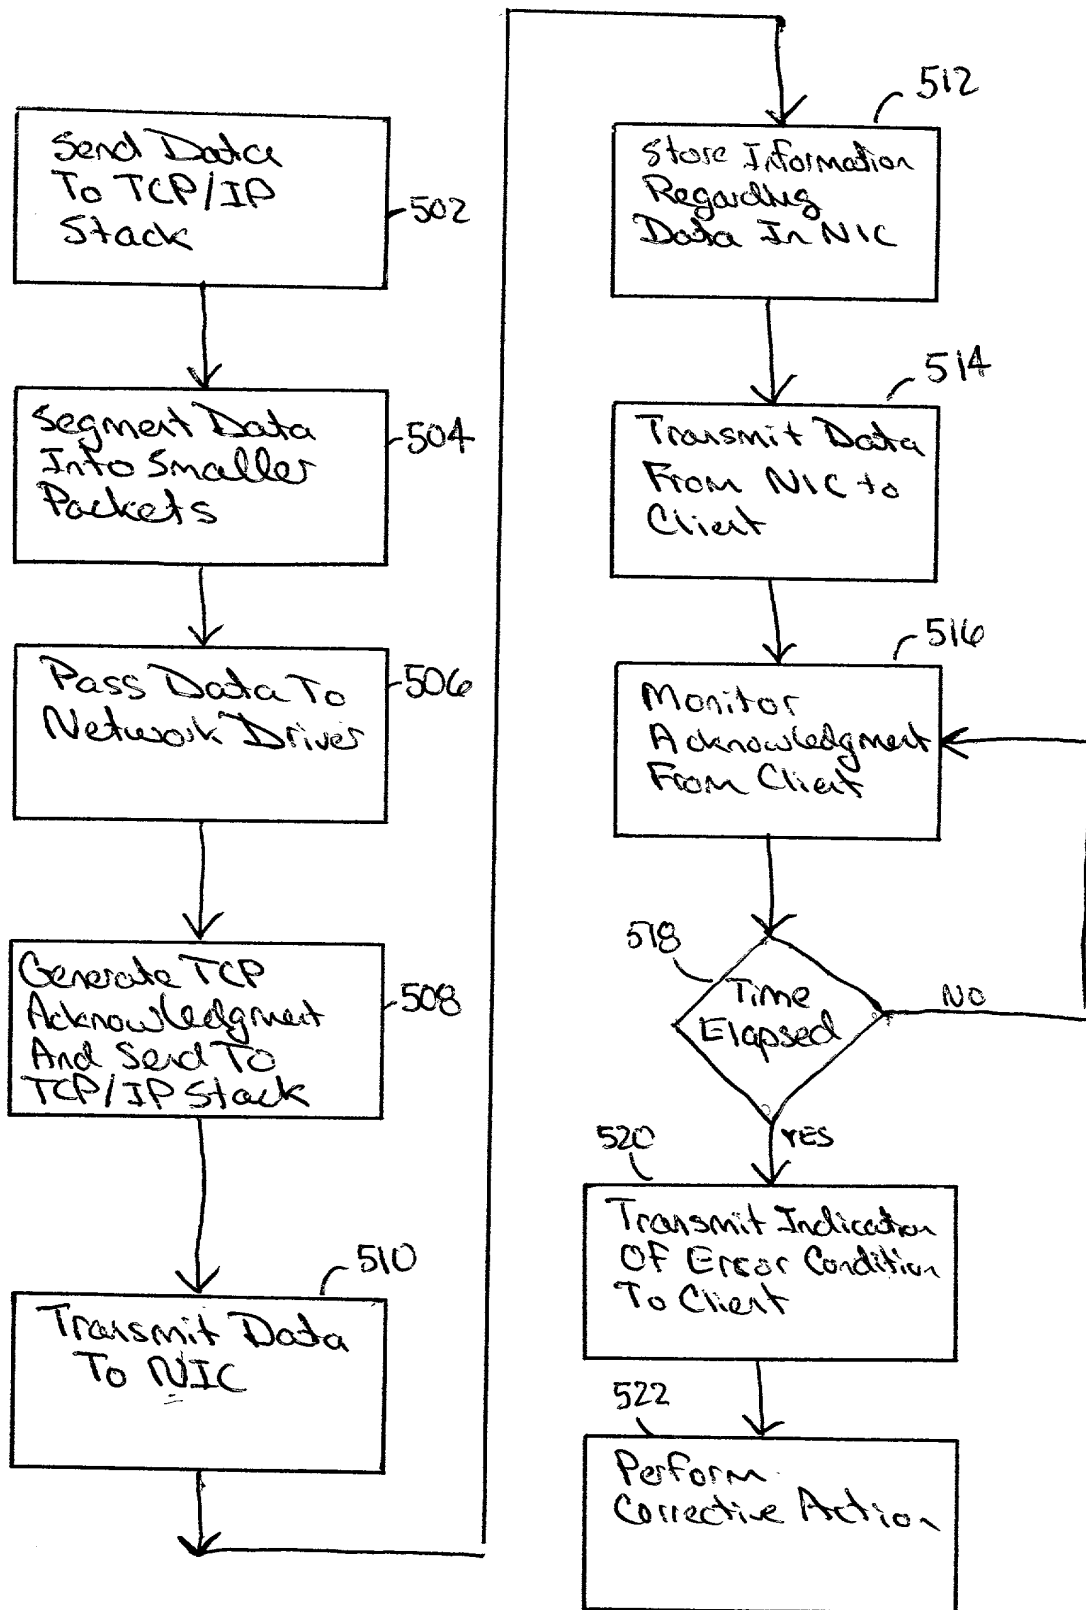 Send Data
To TCP/IP
Stack
502
Segment Data
Into Smaller
Packets
504
Pass Data To
Network Driver
506
Generate TCP
Acknowledgment
And Send To
TCP/IP Stack
508
Transmit Data
To NIC
510
512
Store Information
Regarding
Data In NIC
514
Transmit Data
From NIC to
Client
516
Monitor
Acknowledgment
From Client
518
Time
Elapsed
NO
YES
520
Transmit Indication
Of Error Condition
To Client
522
Perform
Corrective Action